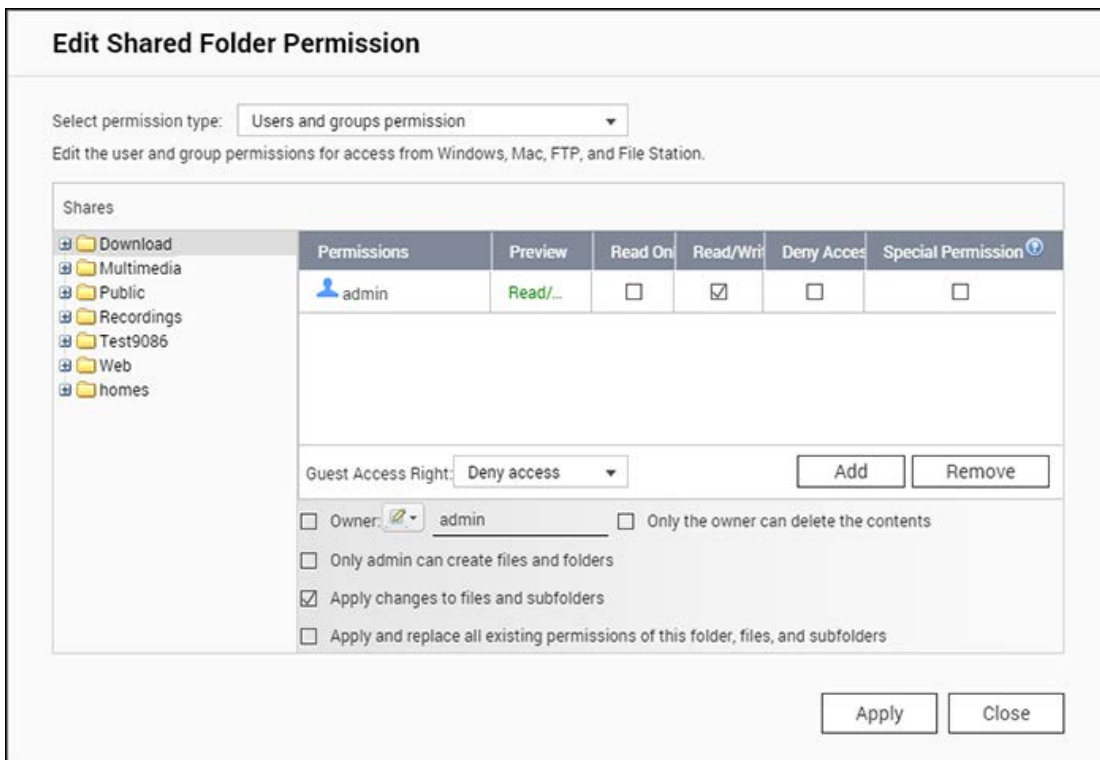 Edit Shared Folder Permission
Select permission type: Users and groups permission
Edit the user and group permissions for access from Windows, Mac, FTP, and File Station.
Shares
Download
Multimedia
Public
Recordings
Test9086
Web
homes
Permissions Preview Read Onl Read/Writ Deny Acces Special Permission
admin Read/...
Guest Access Right: Deny access Add Remove
Owner: admin Only the owner can delete the contents
Only admin can create files and folders
Apply changes to files and subfolders
Apply and replace all existing permissions of this folder, files, and subfolders
Apply Close